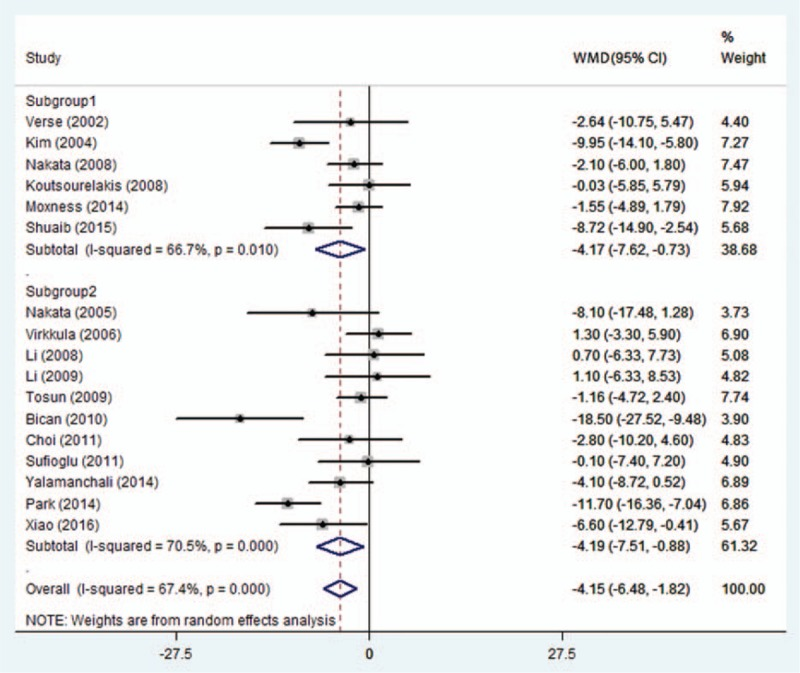 %
Study WMD(95% CI) Weight
Subgroup1
Verse (2002) -2.64 (-10.75, 5.47) 4.40
Kim (2004) -9.95 (-14.10, -5.80) 7.27
Nakata (2008) -2.10 (-6.00, 1.80) 7.47
Koutsourelakis (2008) -0.03 (-5.85, 5.79) 5.94
Moxness (2014) -1.55 (-4.89, 1.79) 7.92
Shuaib (2015) -8.72 (-14.90, -2.54) 5.68
Subtotal (I-squared = 66.7%, p = 0.010) -4.17 (-7.62, -0.73) 38.68
.
Subgroup2
Nakata (2005) -8.10 (-17.48, 1.28) 3.73
Virkkula (2006) 1.30 (-3.30, 5.90) 6.90
Li (2008) 0.70 (-6.33, 7.73) 5.08
Li (2009) 1.10 (-6.33, 8.53) 4.82
Tosun (2009) -1.16 (-4.72, 2.40) 7.74
Bican (2010) -18.50 (-27.52, -9.48) 3.90
Choi (2011) -2.80 (-10.20, 4.60) 4.83
Sufioglu (2011) -0.10 (-7.40, 7.20) 4.90
Yalamanchali (2014) -4.10 (-8.72, 0.52) 6.89
Park (2014) -11.70 (-16.36, -7.04) 6.86
Xiao (2016) -6.60 (-12.79, -0.41) 5.67
Subtotal (I-squared = 70.5%, p = 0.000) -4.19 (-7.51, -0.88) 61.32
.
Overall (I-squared = 67.4%, p = 0.000) -4.15 (-6.48, -1.82) 100.00
NOTE: Weights are from random effects analysis
-27.5 0 27.5